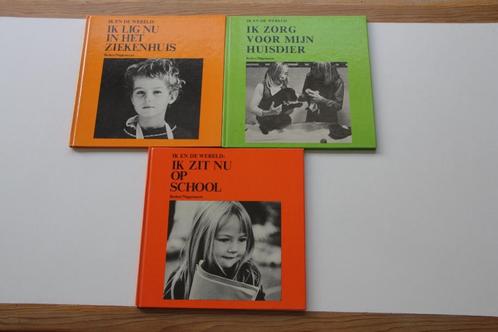 IK EN DE WERELD:
IK LIG NU
IN HET
ZIEKENHUIS
IK EN DE WERELD
IK ZORG
VOOR MIJN
HUISDIER
IK EN DE WERELD:
IK ZIT NU
OP
SCHOOL